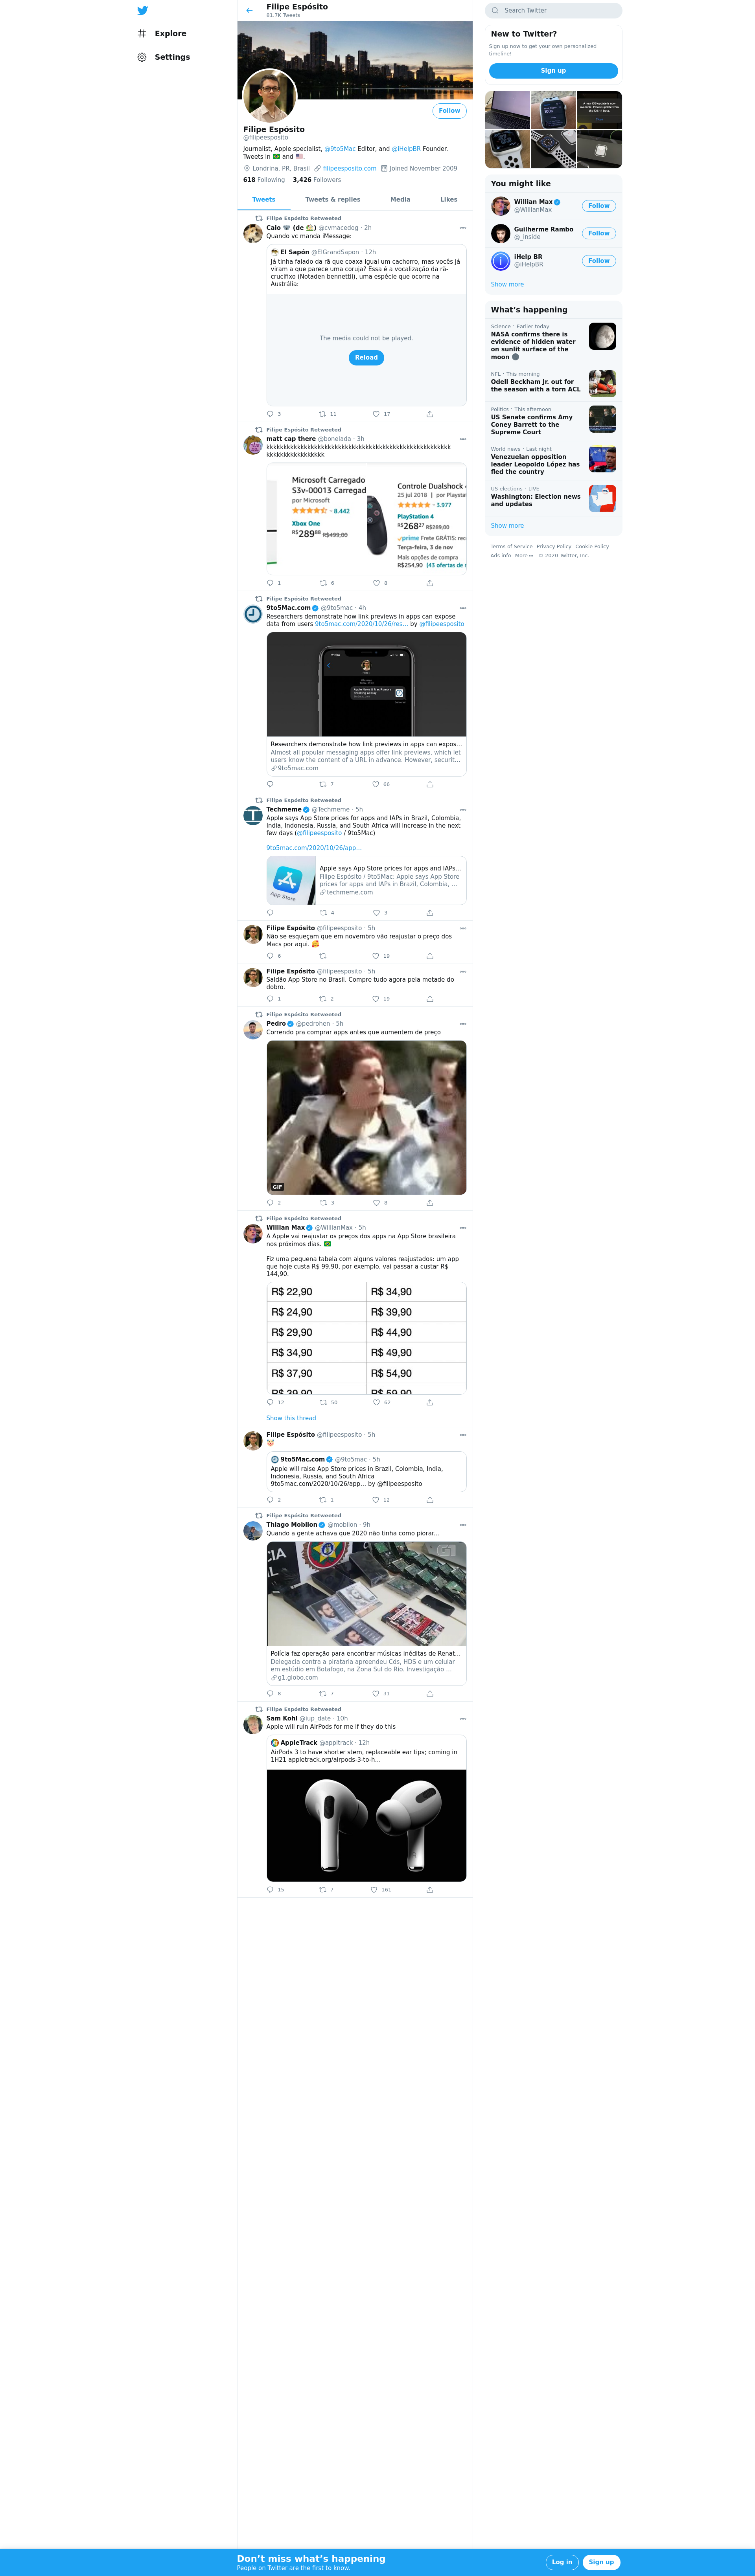 Explore
Settings
Filipe Espósito
81.7K Tweets
Follow
Filipe Espósito
@filipeesposito
Journalist, Apple specialist, @9to5Mac Editor, and @iHelpBR Founder.
Tweets in 🇧🇷 and 🇺🇸.
Londrina, PR, Brasil filipeesposito.com Joined November 2009
618 Following 3,426 Followers
Tweets Tweets & replies Media Likes
Filipe Espósito Retweeted
Caio (de ) @cvmacedog · 2h
Quando vc manda iMessage:
El Sapón @ElGrandSapon · 12h
Já tinha falado da rã que coaxa igual um cachorro, mas vocês já
viram a que parece uma coruja? Essa é a vocalização da rã-
crucifixo (Notaden bennettii), uma espécie que ocorre na
Austrália:
The media could not be played.
Reload
3 11 17
Filipe Espósito Retweeted
matt cap there @bonelada · 3h
Microsoft Carregado
S3v-00013 Carregad
por Microsoft
8.442
Xbox One
R$289⁶⁸ R$499,00
Controle Dualshock 4
25 jul 2018 | por Playstat
3.977
PlayStation 4
R$268²⁷ R$399,90
prime Frete GRÁTIS: rece
Terça-feira, 3 de nov
Mais opções de compra
R$254,90 (43 ofertas de
1 6 8
Filipe Espósito Retweeted
9to5Mac.com @9to5mac · 4h
Researchers demonstrate how link previews in apps can expose
data from users 9to5mac.com/2020/10/26/res... by @filipeesposito
Researchers demonstrate how link previews in apps can expos...
Almost all popular messaging apps offer link previews, which let
users know the content of a URL in advance. However, securit...
9to5mac.com
7 66
Filipe Espósito Retweeted
Techmeme @Techmeme · 5h
Apple says App Store prices for apps and IAPs in Brazil, Colombia,
India, Indonesia, Russia, and South Africa will increase in the next
few days (@filipeesposito / 9to5Mac)
9to5mac.com/2020/10/26/app...
App Store
Apple says App Store prices for apps and IAPs...
Filipe Espósito / 9to5Mac: Apple says App Store
prices for apps and IAPs in Brazil, Colombia, ...
techmeme.com
4 3
Filipe Espósito @filipeesposito · 5h
Não se esqueçam que em novembro vão reajustar o preço dos
Macs por aqui. 🥰
6 19
Filipe Espósito @filipeesposito · 5h
Saldão App Store no Brasil. Compre tudo agora pela metade do
dobro.
1 2 19
Filipe Espósito Retweeted
Pedro @pedrohen · 5h
Correndo pra comprar apps antes que aumentem de preço
GIF
2 3 8
Filipe Espósito Retweeted
Willian Max @WillianMax · 5h
A Apple vai reajustar os preços dos apps na App Store brasileira
nos próximos dias. 🇧🇷
Fiz uma pequena tabela com alguns valores reajustados: um app
que hoje custa R$ 99,90, por exemplo, vai passar a custar R$
144,90.
R$ 22,90 R$ 34,90
R$ 24,90 R$ 39,90
R$ 29,90 R$ 44,90
R$ 34,90 R$ 49,90
R$ 37,90 R$ 54,90
R$ 39,90 R$ 59,90
12 50 62
Show this thread
Filipe Espósito @filipeesposito · 5h
🤡
9to5Mac.com @9to5mac · 5h
Apple will raise App Store prices in Brazil, Colombia, India,
Indonesia, Russia, and South Africa
9to5mac.com/2020/10/26/app... by @filipeesposito
2 1 12
Filipe Espósito Retweeted
Thiago Mobilon @mobilon · 9h
Quando a gente achava que 2020 não tinha como piorar...
G1
Polícia faz operação para encontrar músicas inéditas de Renat...
Delegacia contra a pirataria apreendeu Cds, HDS e um celular
em estúdio em Botafogo, na Zona Sul do Rio. Investigação ...
g1.globo.com
8 7 31
Filipe Espósito Retweeted
Sam Kohl @iup_date · 10h
Apple will ruin AirPods for me if they do this
AppleTrack @appltrack · 12h
AirPods 3 to have shorter stem, replaceable ear tips; coming in
1H21 appletrack.org/airpods-3-to-h...
15 7 161
Search Twitter
New to Twitter?
Sign up now to get your own personalized
timeline!
Sign up
You might like
Willian Max
@WillianMax
Follow
Guilherme Rambo
@_inside
Follow
iHelp BR
@iHelpBR
Follow
Show more
What's happening
Science · Earlier today
NASA confirms there is
evidence of hidden water
on sunlit surface of the
moon 🌑
NFL · This morning
Odell Beckham Jr. out for
the season with a torn ACL
Politics · This afternoon
US Senate confirms Amy
Coney Barrett to the
Supreme Court
World news · Last night
Venezuelan opposition
leader Leopoldo López has
fled the country
US elections · LIVE
Washington: Election news
and updates
Show more
Terms of Service Privacy Policy Cookie Policy
Ads info More © 2020 Twitter, Inc.
Don't miss what's happening
People on Twitter are the first to know.
Log in
Sign up